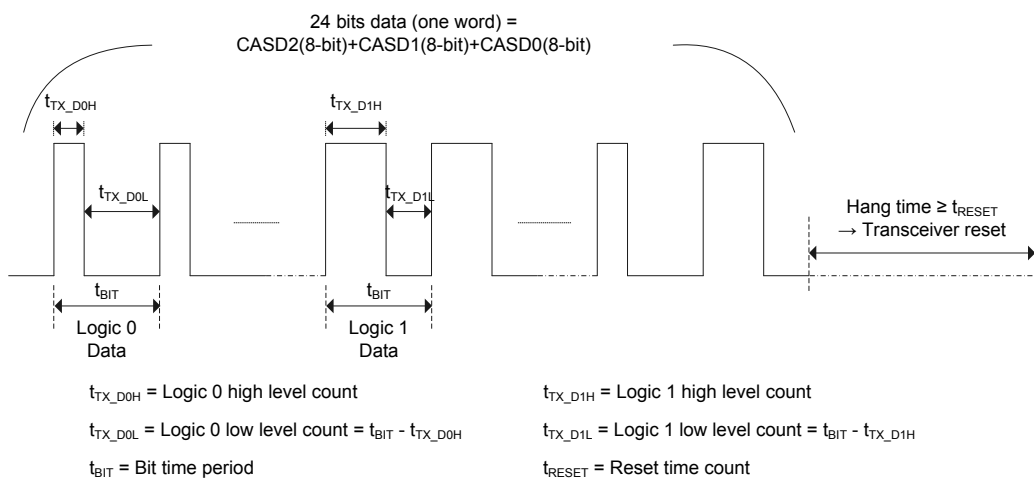 24 bits data (one word) =
CASD2(8-bit)+CASD1(8-bit)+CASD0(8-bit)
tTX_D0H
tTX_D1H
tTX_D0L
tTX_D1L
Hang time ≥ tRESET
→ Transceiver reset
tBIT
tBIT
Logic 0
Data
Logic 1
Data
tTX_D0H = Logic 0 high level count
tTX_D1H = Logic 1 high level count
tTX_D0L = Logic 0 low level count = tBIT - tTX_D0H
tTX_D1L = Logic 1 low level count = tBIT - tTX_D1H
tBIT = Bit time period
tRESET = Reset time count